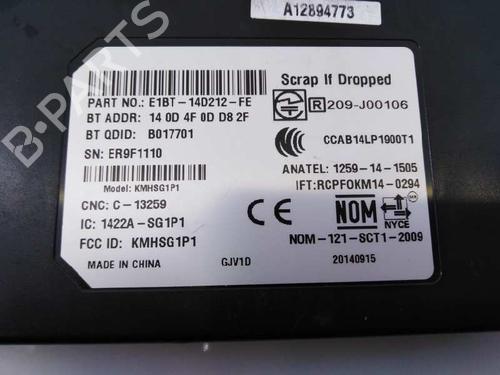 A12894773
Scrap If Dropped
PART NO.: E1BT-14D212-FE
BT ADDR: 14 0D 4F 0D D8 2F
R 209-J00106
BT QDID: B017701
CCAB14LP1900T1
SN: ER9F1110
ANATEL: 1259-14-1505
Model: KMHSG1P1
IFT:RCPFOKM14-0294
CNC: C-13259
IC: 1422A-SG1P1
CE
NOM
NYCE
FCC ID: KMHSG1P1
NOM-121-SCT1-2009
MADE IN CHINA
GJV1D
20140915
B-PARTS